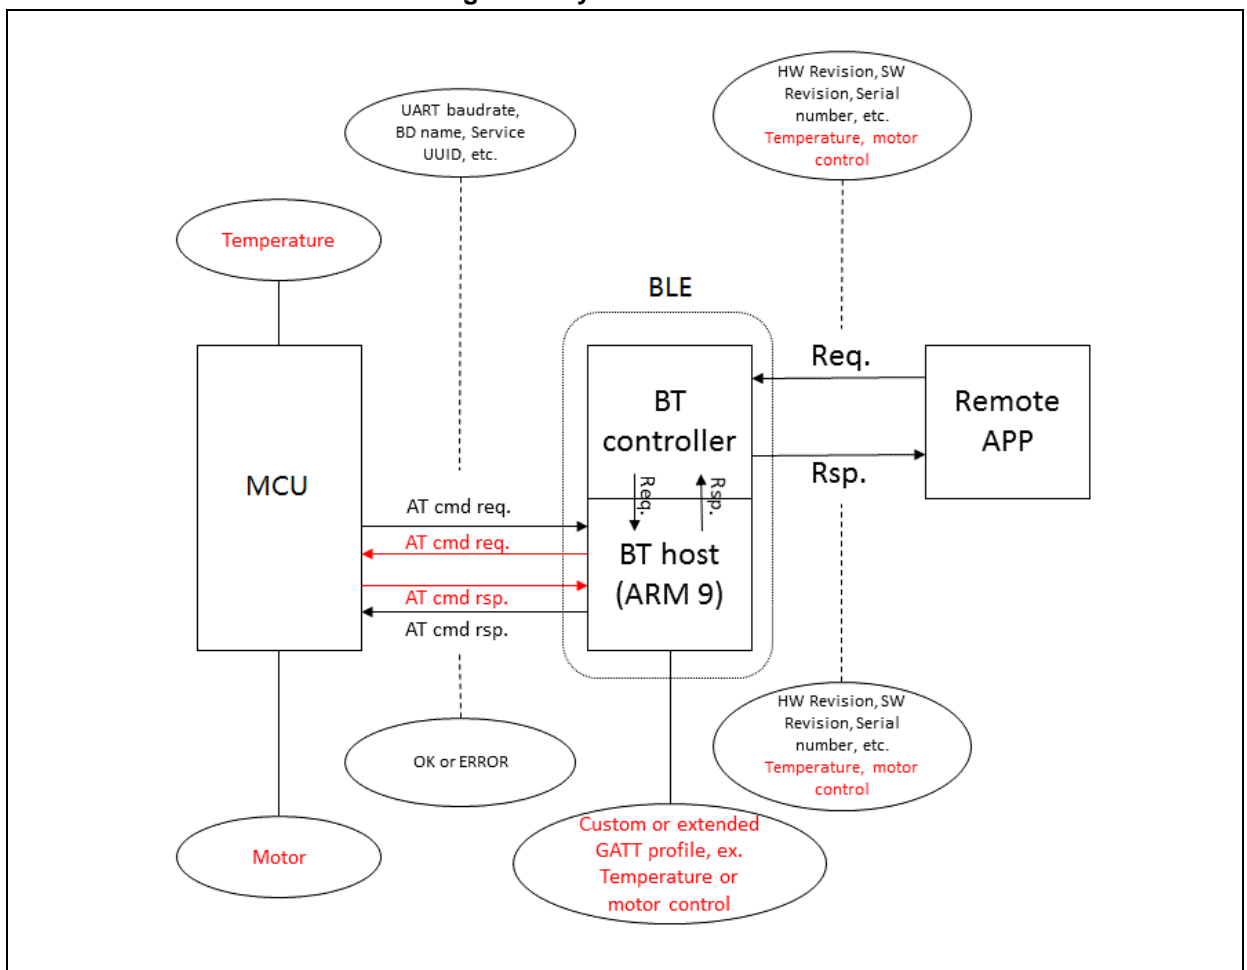 HW Revision, SW
Revision, Serial
number, etc.
Temperature, motor
control
UART baudrate,
BD name, Service
UUID, etc.
Temperature
BLE
Req.
Rsp.
BT
controller
Remote
APP
MCU
Req.
Rsp.
AT cmd req.
AT cmd req.
AT cmd rsp.
AT cmd rsp.
BT host
(ARM 9)
HW Revision, SW
Revision, Serial
number, etc.
Temperature, motor
control
OK or ERROR
Custom or extended
GATT profile, ex.
Temperature or
motor control
Motor